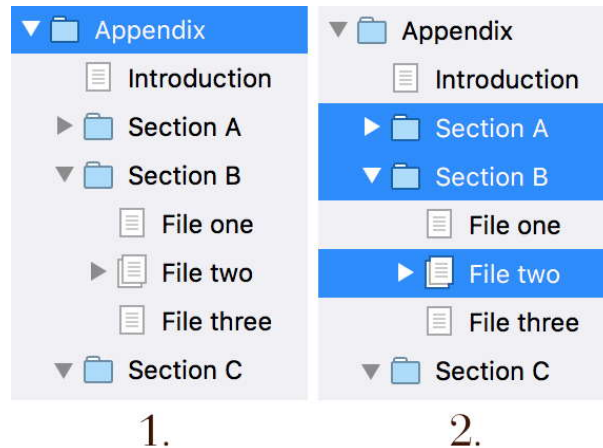 Appendix
Introduction
Section A
Section B
File one
File two
File three
Section C
1.
Appendix
Introduction
Section A
Section B
File one
File two
File three
Section C
2.